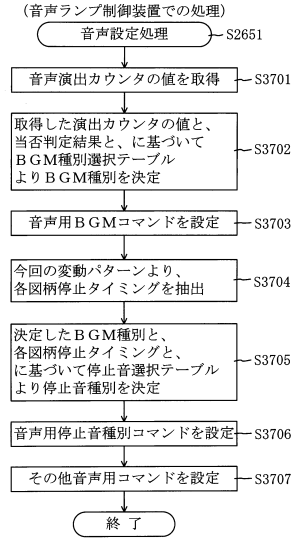 （音声ランプ制御装置での処理）
音声設定処理
S2651
音声演出カウンタの値を取得
S3701
取得した演出カウンタの値と、
当否判定結果と、に基づいて
ＢＧＭ種別選択テーブル
よりＢＧＭ種別を決定
S3702
音声用ＢＧＭコマンドを設定
S3703
今回の変動パターンより、
各図柄停止タイミングを抽出
S3704
決定したＢＧＭ種別と、
各図柄停止タイミングと、
に基づいて停止音選択テーブル
より停止音種別を決定
S3705
音声用停止音種別コマンドを設定
S3706
その他音声用コマンドを設定
S3707
終了